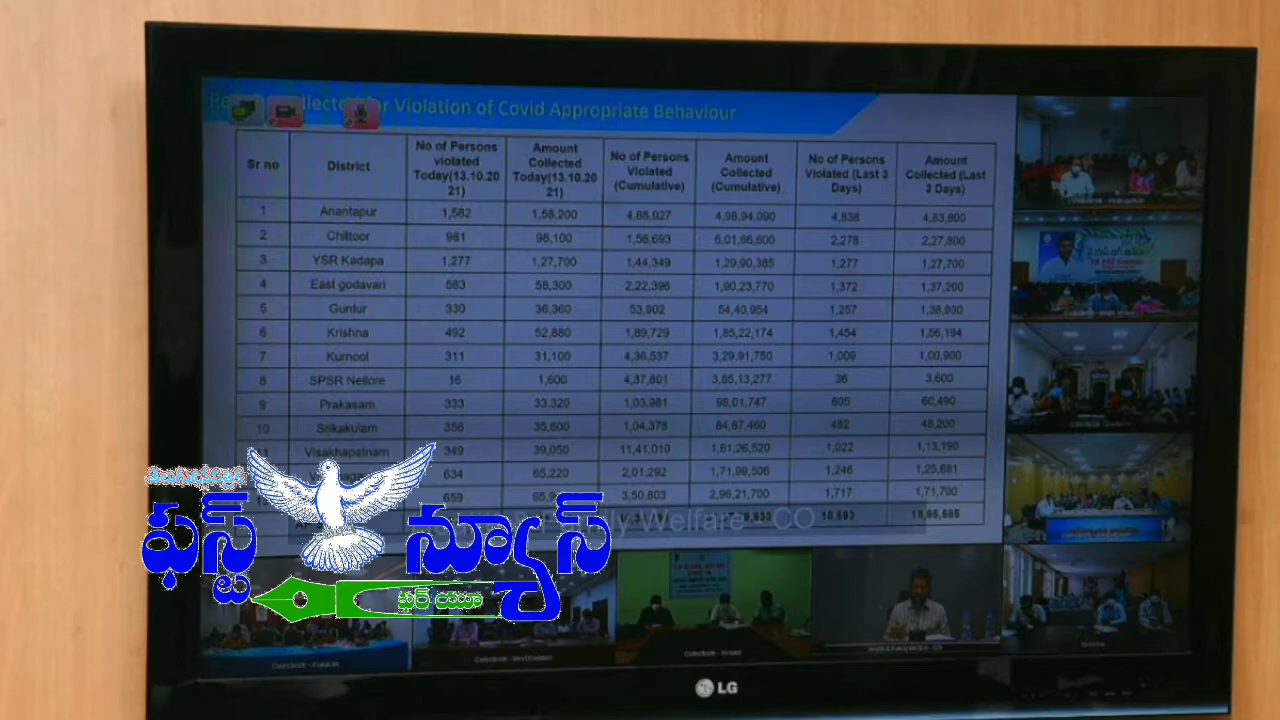 Collected for Violation of Covid Appropriate Behaviour
Sr no District No of Persons violated Today(13.10.2021) Amount Collected Today(13.10.2021) No of Persons Violated (Cumulative) Amount Collected (Cumulative) No of Persons Violated (Last 3 Days) Amount Collected (Last 3 Days)
1 Anantapur 1,582 1,58,200 4,88,927 4,98,94,090 4,838 4,83,800
2 Chittoor 981 98,100 1,58,693 6,01,66,600 2,278 2,27,800
3 YSR Kadapa 1,277 1,27,700 1,44,349 1,29,90,385 1,277 1,27,700
4 East godavari 583 58,300 2,22,396 1,90,23,770 1,372 1,37,200
5 Guntur 330 36,360 53,902 54,40,954 1,257 1,38,930
6 Krishna 492 52,880 1,89,729 1,85,22,174 1,454 1,56,194
7 Kurnool 311 31,100 4,36,537 3,29,91,750 1,009 1,00,900
8 SPSR Nellore 16 1,600 4,37,801 3,85,13,277 36 3,600
9 Prakasam 333 33,320 1,03,981 98,01,747 605 60,490
10 Srikakulam 356 35,600 1,04,378 84,87,460 482 48,200
Visakhapatnam 349 39,050 11,41,010 1,61,26,520 1,022 1,13,190
634 65,220 2,01,292 1,71,99,506 1,246 1,25,681
659 3,50,803 2,98,21,700 1,717 1,71,700
18,593
Welfare - CO
ఫస్ట్ న్యూస్
LG